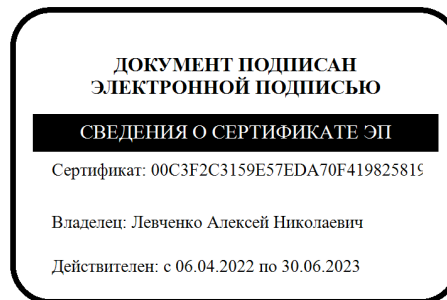 ДОКУМЕНТ ПОДПИСАН
ЭЛЕКТРОННОЙ ПОДПИСЬЮ
СВЕДЕНИЯ О СЕРТИФИКАТЕ ЭП
Сертификат: 00C3F2C3159E57EDA70F419825819
Владелец: Левченко Алексей Николаевич
Действителен: с 06.04.2022 по 30.06.2023